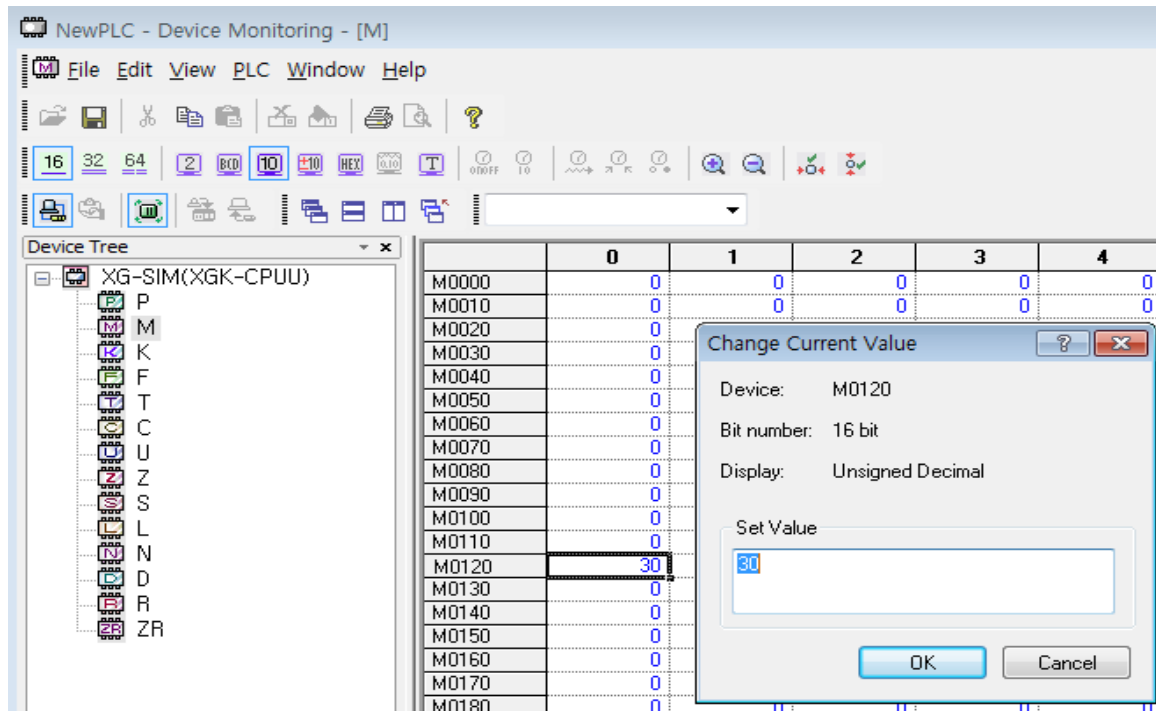 NewPLC - Device Monitoring - [M]
File Edit View PLC Window Help
16 32 64 2 BCD 10 ±10 HEX 0.10 T ONOFF 10
Device Tree
XG-SIM(XGK-CPUU)
P
M
K
F
T
C
U
Z
S
L
N
D
R
ZR
0 1 2 3 4
M0000 0 0 0 0 0
M0010 0 0 0 0 0
M0020 0
M0030 0
M0040 0
M0050 0
M0060 0
M0070 0
M0080 0
M0090 0
M0100 0
M0110 0
M0120 30
M0130 0
M0140 0
M0150 0
M0160 0
M0170 0
M0180 0
Change Current Value
Device: M0120
Bit number: 16 bit
Display: Unsigned Decimal
Set Value
30
OK Cancel